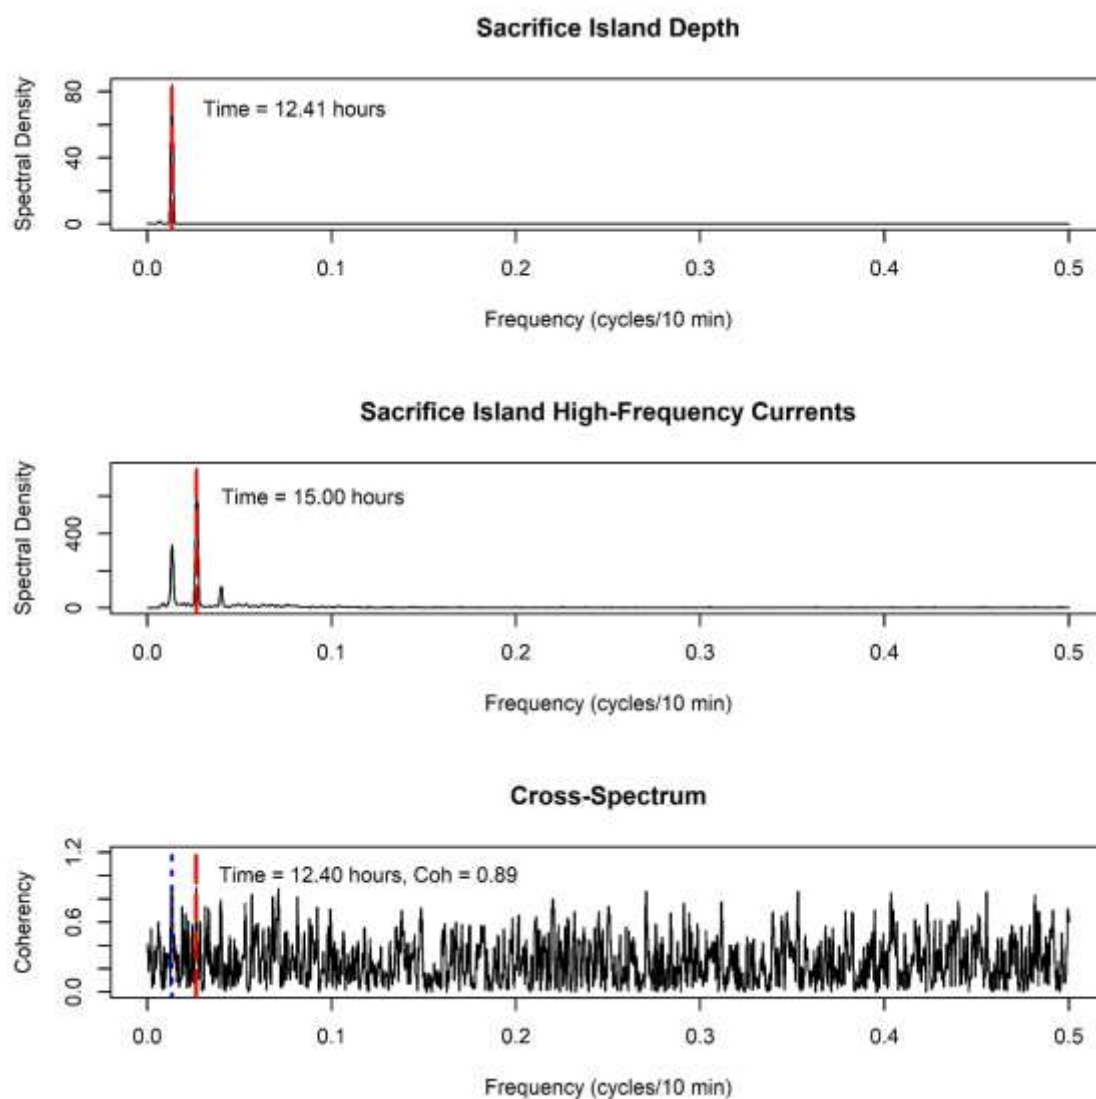 Sacrifice Island Depth
Spectral Density
0
40
80
Time = 12.41 hours
0.0 0.1 0.2 0.3 0.4 0.5
Frequency (cycles/10 min)
Sacrifice Island High-Frequency Currents
Spectral Density
0
400
Time = 15.00 hours
0.0 0.1 0.2 0.3 0.4 0.5
Frequency (cycles/10 min)
Cross-Spectrum
Coherency
0.0
0.6
1.2
Time = 12.40 hours, Coh = 0.89
0.0 0.1 0.2 0.3 0.4 0.5
Frequency (cycles/10 min)